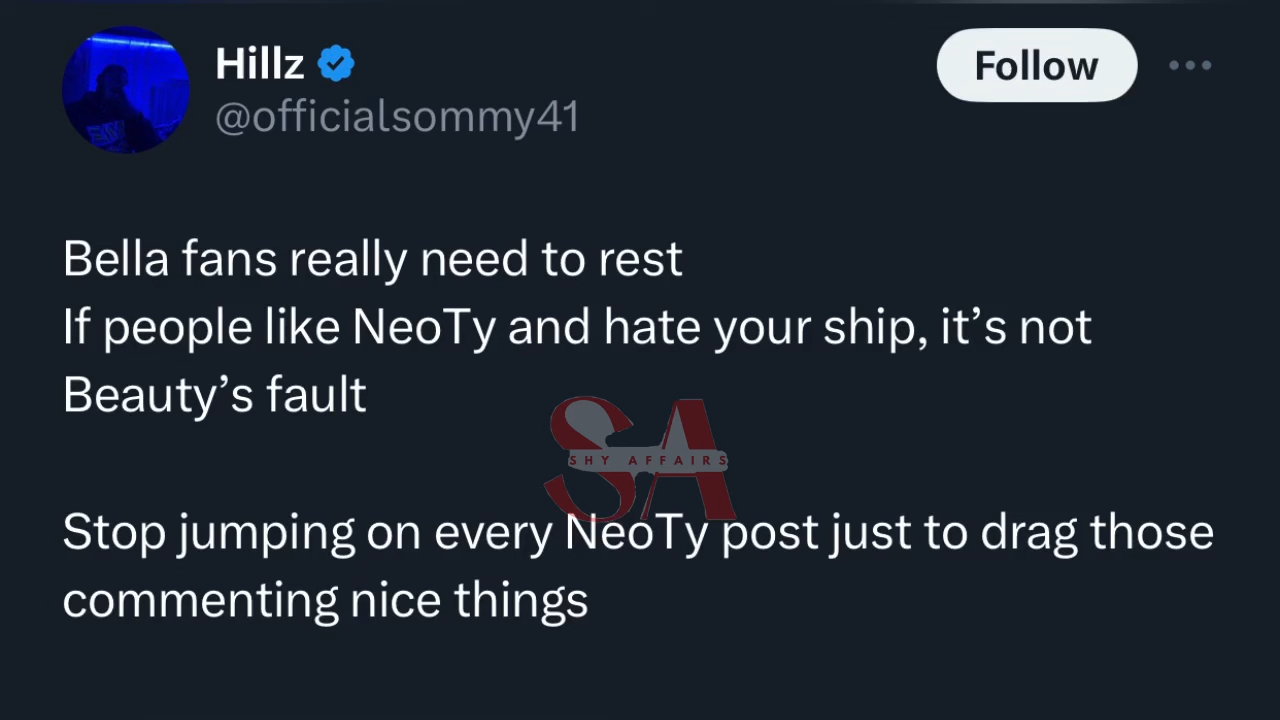 Hillz
@officialsommy41
Follow
Bella fans really need to rest
If people like NeoTy and hate your ship, it’s not
Beauty’s fault
SA
SHY AFFAIRS
Stop jumping on every NeoTy post just to drag those
commenting nice things